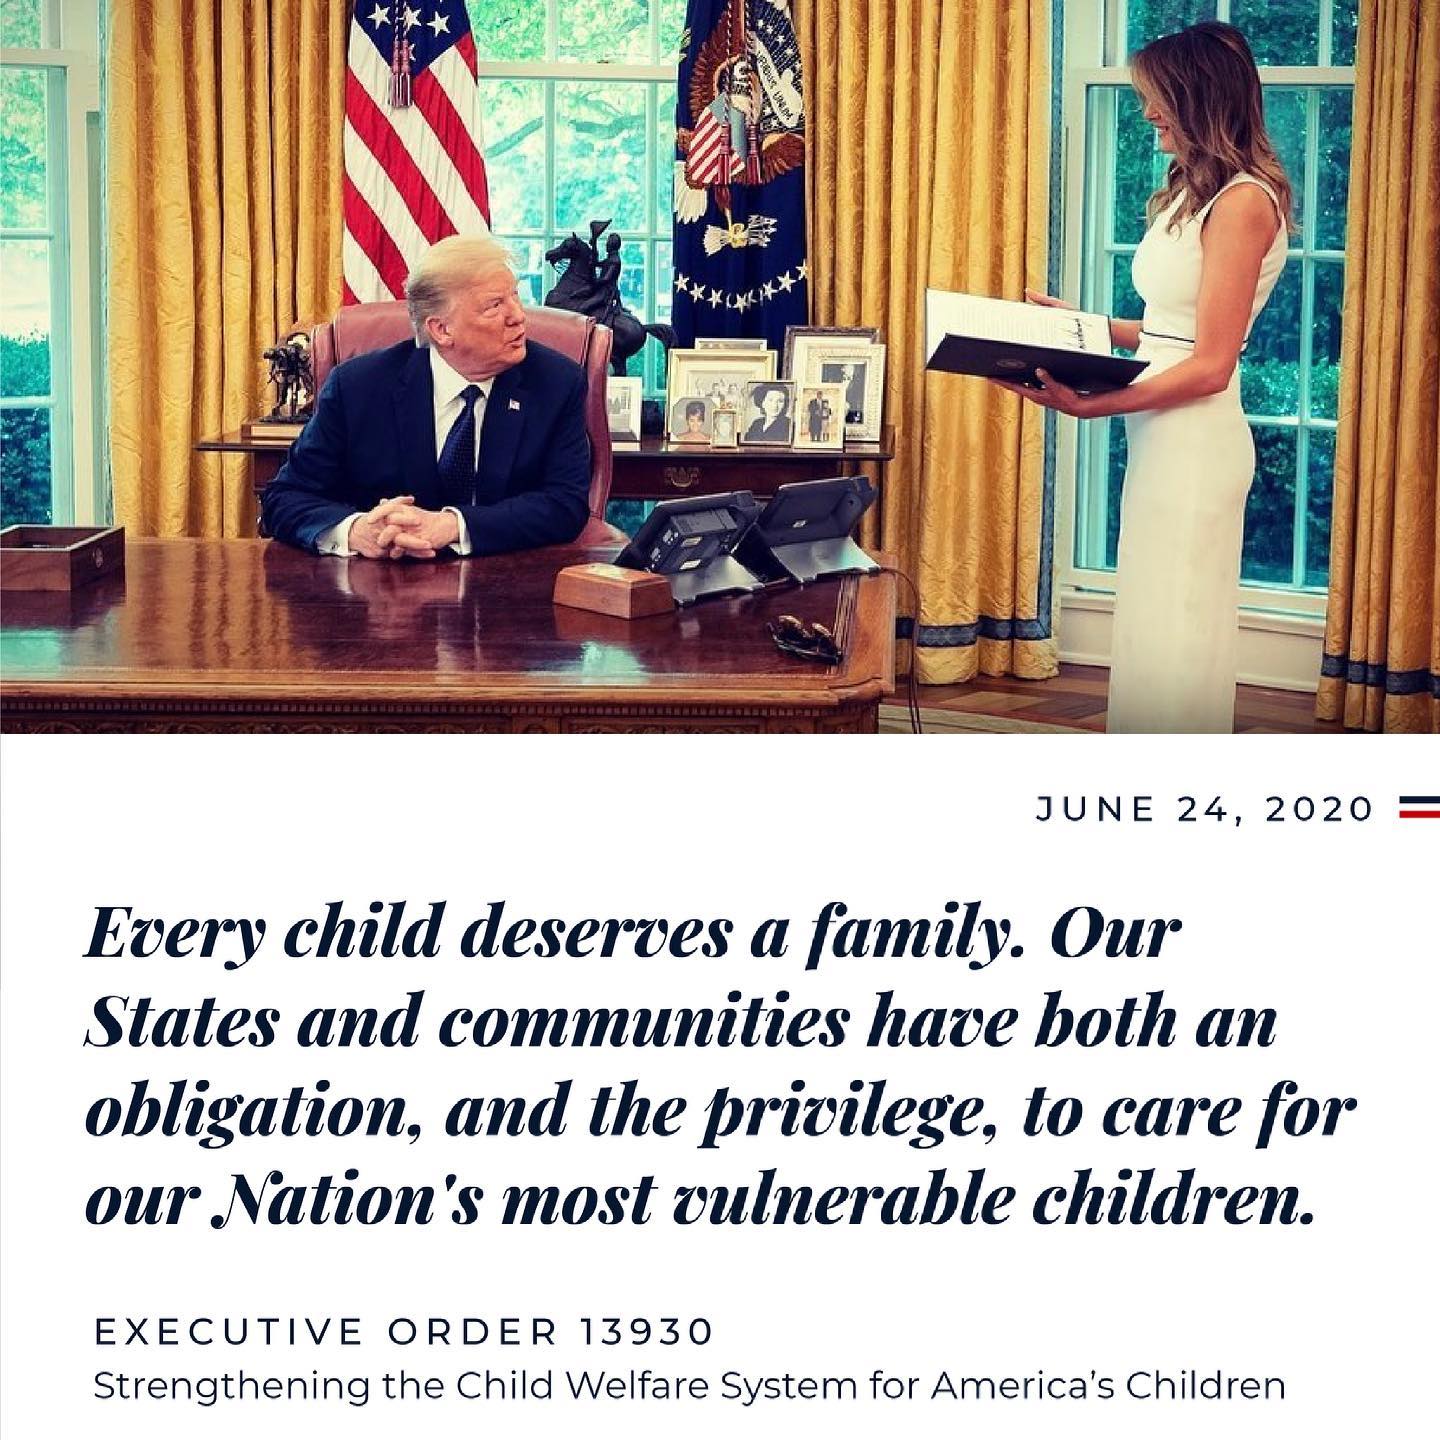 JUNE 24, 2020
Every child deserves a family. Our
States and communities have both an
obligation, and the privilege, to care for
our Nation's most vulnerable children.
EXECUTIVE ORDER 13930
Strengthening the Child Welfare System for America’s Children